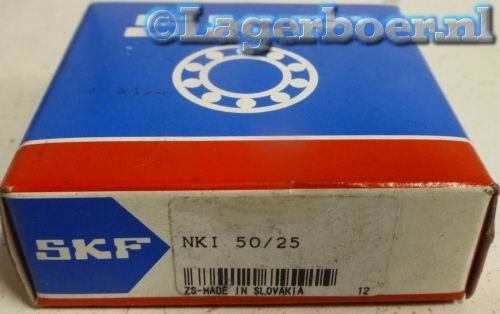 ©Lagerboer.nl
SKF
NKI 50/25
ZS-MADE IN SLOVAKIA 12